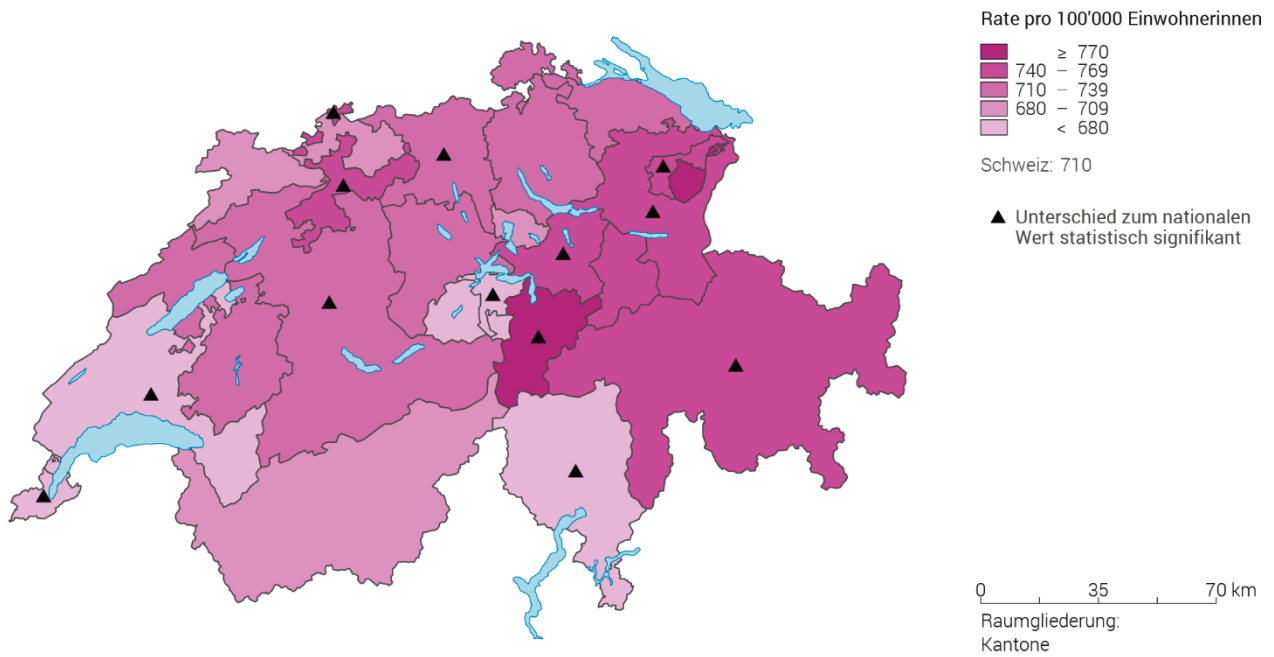 Rate pro 100'000 Einwohnerinnen
≥ 770
740 – 769
710 – 739
680 – 709
< 680
Schweiz: 710
▲ Unterschied zum nationalen
Wert statistisch signifikant
0 35 70 km
Raumgliederung:
Kantone